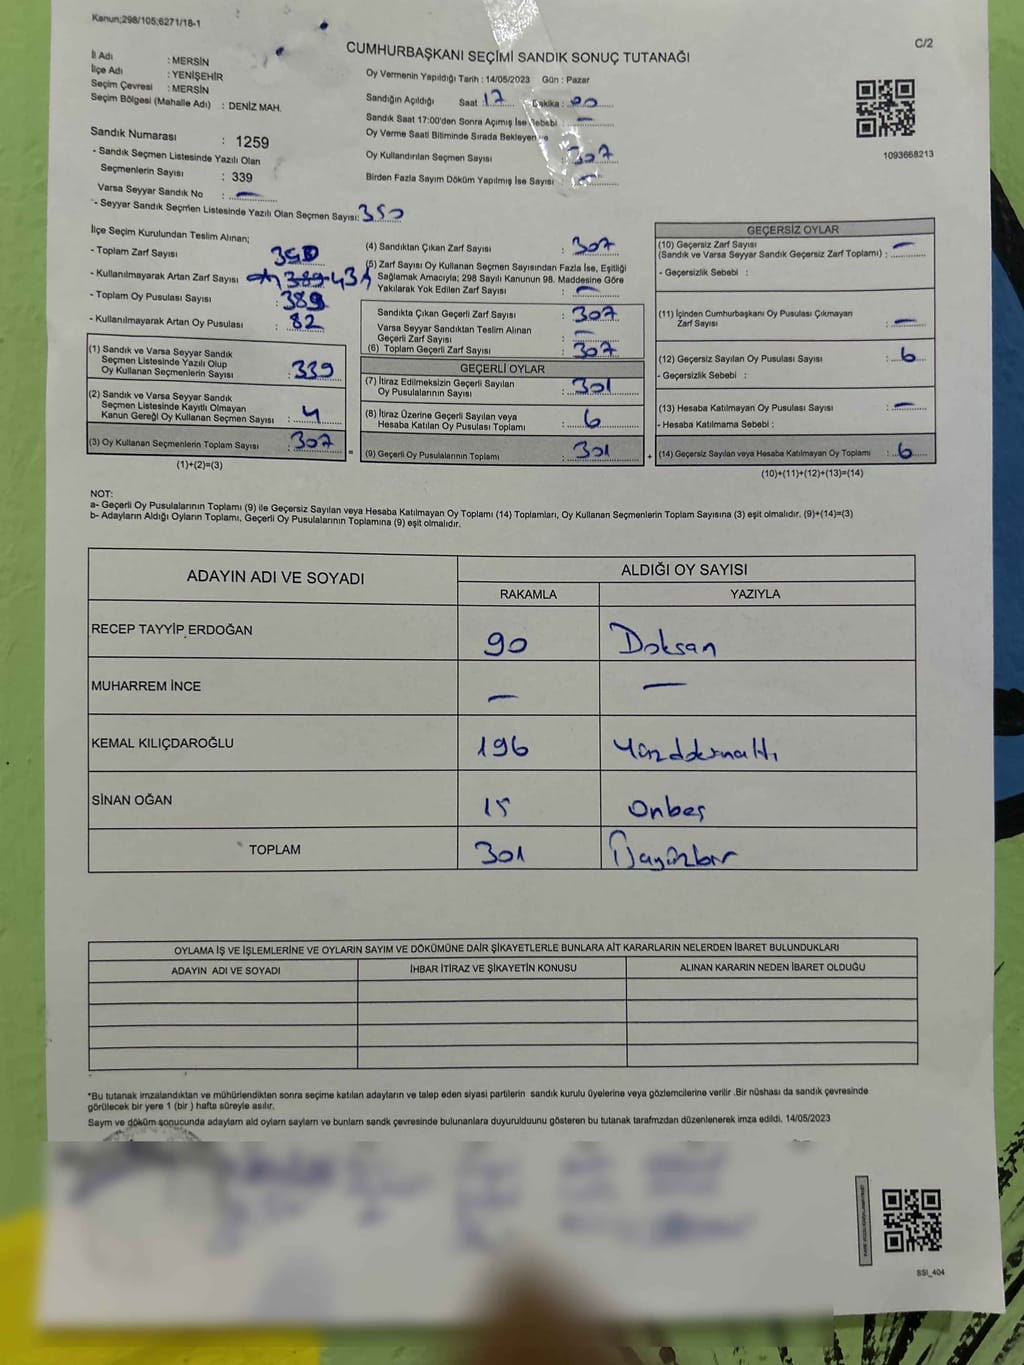 Kanun;298/105;6271/18-1
C/2
CUMHURBAŞKANI SEÇİMİ SANDIK SONUÇ TUTANAĞI
İl Adı : MERSİN
İlçe Adı : YENİŞEHİR
Seçim Çevresi : MERSİN
Seçim Bölgesi (Mahalle Adı) : DENİZ MAH.
Sandık Numarası : 1259
- Sandık Seçmen Listesinde Yazılı Olan
Seçmenlerin Sayısı : 339
Varsa Seyyar Sandık No : —
- Seyyar Sandık Seçmen Listesinde Yazılı Olan Seçmen Sayısı: 350
Oy Vermenin Yapıldığı Tarih : 14/05/2023 Gün : Pazar
Sandığın Açıldığı Saat : 17 Dakika : 00
Sandık Saat 17:00'den Sonra Açımış İse Sebebi : —
Oy Verme Saati Bitiminde Sırada Bekleyen ve
Oy Kullandırılan Seçmen Sayısı : 307
Birden Fazla Sayım Döküm Yapılmış İse Sayısı : —
1093668213
İlçe Seçim Kurulundan Teslim Alınan;
- Toplam Zarf Sayısı : 350
- Kullanılmayarak Artan Zarf Sayısı 389 - 43
- Toplam Oy Pusulası Sayısı : 389
- Kullanılmayarak Artan Oy Pusulası : 82
(1) Sandık ve Varsa Seyyar Sandık
Seçmen Listesinde Yazılı Olup
Oy Kullanan Seçmenlerin Sayısı : 339
(2) Sandık ve Varsa Seyyar Sandık
Seçmen Listesinde Kayıtlı Olmayan
Kanun Gereği Oy Kullanan Seçmen Sayısı : 4
(3) Oy Kullanan Seçmenlerin Toplam Sayısı : 307
(1)+(2)=(3)
(4) Sandıktan Çıkan Zarf Sayısı : 307
(5) Zarf Sayısı Oy Kullanan Seçmen Sayısından Fazla İse, Eşitliği
Sağlamak Amacıyla; 298 Sayılı Kanunun 98. Maddesine Göre
Yakılarak Yok Edilen Zarf Sayısı : —
Sandıkta Çıkan Geçerli Zarf Sayısı : 307
Varsa Seyyar Sandıktan Teslim Alınan
Geçerli Zarf Sayısı : —
(6) Toplam Geçerli Zarf Sayısı : 307
GEÇERLİ OYLAR
(7) İtiraz Edilmeksizin Geçerli Sayılan
Oy Pusulalarının Sayısı : 301
(8) İtiraz Üzerine Geçerli Sayılan veya
Hesaba Katılan Oy Pusulası Toplamı : 6
(9) Geçerli Oy Pusulalarının Toplamı : 301
GEÇERSİZ OYLAR
(10) Geçersiz Zarf Sayısı
(Sandık ve Varsa Seyyar Sandık Geçersiz Zarf Toplamı) : —
- Geçersizlik Sebebi :
(11) İçinden Cumhurbaşkanı Oy Pusulası Çıkmayan
Zarf Sayısı : —
(12) Geçersiz Sayılan Oy Pusulası Sayısı : 6
- Geçersizlik Sebebi :
(13) Hesaba Katılmayan Oy Pusulası Sayısı : —
- Hesaba Katılmama Sebebi :
(14) Geçersiz Sayılan veya Hesaba Katılmayan Oy Toplamı : 6
(10)+(11)+(12)+(13)=(14)
NOT:
a- Geçerli Oy Pusulalarının Toplamı (9) ile Geçersiz Sayılan veya Hesaba Katılmayan Oy Toplamı (14) Toplamları, Oy Kullanan Seçmenlerin Toplam Sayısına (3) eşit olmalıdır. (9)+(14)=(3)
b- Adayların Aldığı Oyların Toplamı, Geçerli Oy Pusulalarının Toplamına (9) eşit olmalıdır.
ADAYIN ADI VE SOYADI
ALDIĞI OY SAYISI
RAKAMLA YAZIYLA
RECEP TAYYİP ERDOĞAN 90 Doksan
MUHARREM İNCE — —
KEMAL KILIÇDAROĞLU 196
SİNAN OĞAN 15 Onbeş
TOPLAM 301
OYLAMA İŞ VE İŞLEMLERİNE VE OYLARIN SAYIM VE DÖKÜMÜNE DAİR ŞİKAYETLERLE BUNLARA AİT KARARLARIN NELERDEN İBARET BULUNDUKLARI
ADAYIN ADI VE SOYADI İHBAR İTİRAZ VE ŞİKAYETİN KONUSU ALINAN KARARIN NEDEN İBARET OLDUĞU
*Bu tutanak imzalandıktan ve mühürlendikten sonra seçime katılan adayların ve talep eden siyasi partilerin sandık kurulu üyelerine veya gözlemcilerine verilir .Bir nüshası da sandık çevresinde
görülecek bir yere 1 (bir ) hafta süreyle asılır.
Sayım ve döküm sonucunda adayların ald oyların sayıları ve bunların sandk çevresinde bulunanlara duyurulduunu gösteren bu tutanak tarafımzdan düzenlenerek imza edildi. 14/05/2023
SSI_404